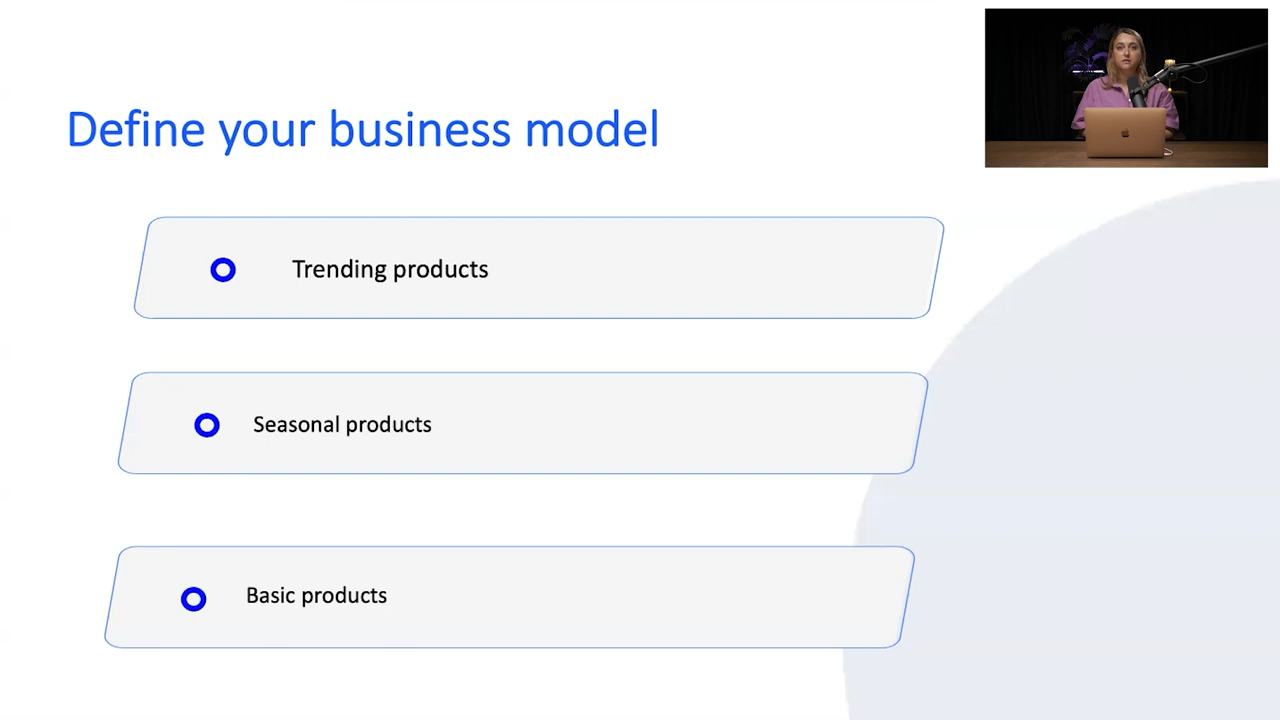 Define your business model
Trending products
Seasonal products
Basic products